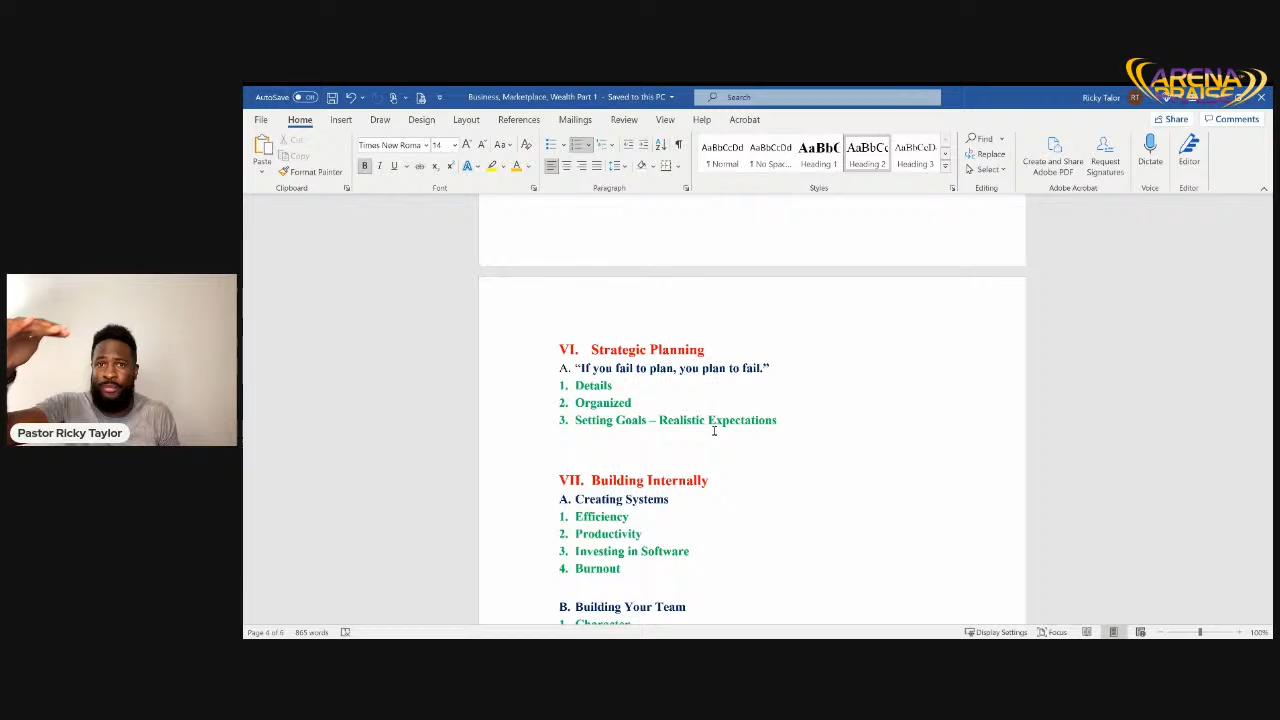 ARENA
PRAISE
AutoSave Off
Business, Marketplace, Wealth Part 1 - Saved to this PC
Search
Ricky Talor RT
File Home Insert Draw Design Layout References Mailings Review View Help Acrobat
Share Comments
Paste
Cut
Copy
Format Painter
Clipboard
Times New Roma 14
Font
Paragraph
AaBbCcDd AaBbCcDd AaBbC AaBbCc AaBbCcD
¶ Normal ¶ No Spac... Heading 1 Heading 2 Heading 3
Styles
Find
Replace
Select
Editing
Create and Share
Adobe PDF
Request
Signatures
Adobe Acrobat
Dictate
Voice
Editor
Editor
VI. Strategic Planning
A. “If you fail to plan, you plan to fail.”
1. Details
2. Organized
3. Setting Goals – Realistic Expectations
VII. Building Internally
A. Creating Systems
1. Efficiency
2. Productivity
3. Investing in Software
4. Burnout
B. Building Your Team
1. Character
Pastor Ricky Taylor
Page 4 of 6 865 words
Display Settings Focus 100%